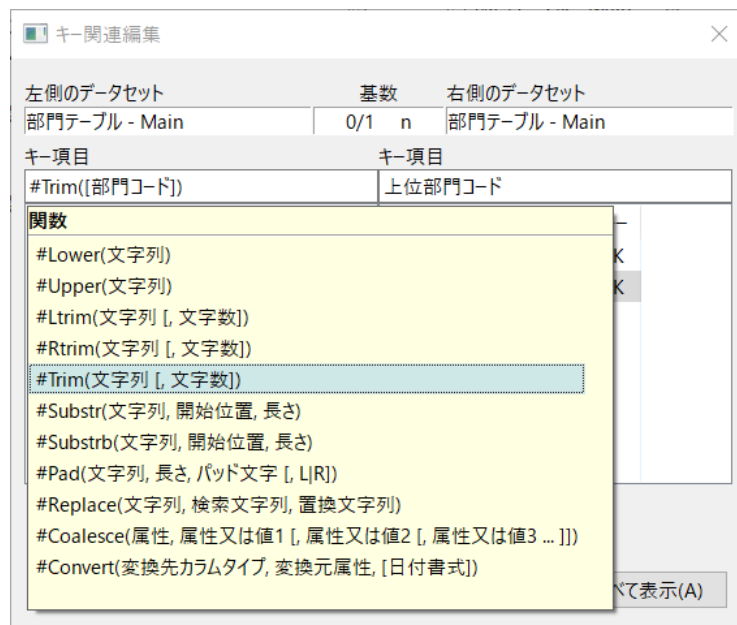 キー関連編集
左側のデータセット 基数 右側のデータセット
部門テーブル - Main 0/1 n 部門テーブル - Main
キー項目 キー項目
#Trim([部門コード]) 上位部門コード
関数 ー
#Lower(文字列) K
#Upper(文字列) K
#Ltrim(文字列 [, 文字数])
#Rtrim(文字列 [, 文字数])
#Trim(文字列 [, 文字数])
#Substr(文字列, 開始位置, 長さ)
#Substrb(文字列, 開始位置, 長さ)
#Pad(文字列, 長さ, パッド文字 [, L|R])
#Replace(文字列, 検索文字列, 置換文字列)
#Coalesce(属性, 属性又は値1 [, 属性又は値2 [, 属性又は値3 ... ]])
#Convert(変換先カラムタイプ, 変換元属性, [日付書式])
べて表示(A)